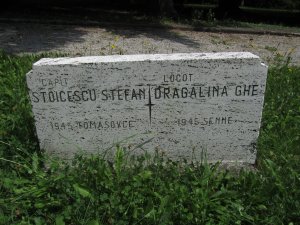 CAPIT
STOICESCU STEFAN
1945 TOMASOVCE
LOCOT
DRAGALINA GHE
1945 SENNE